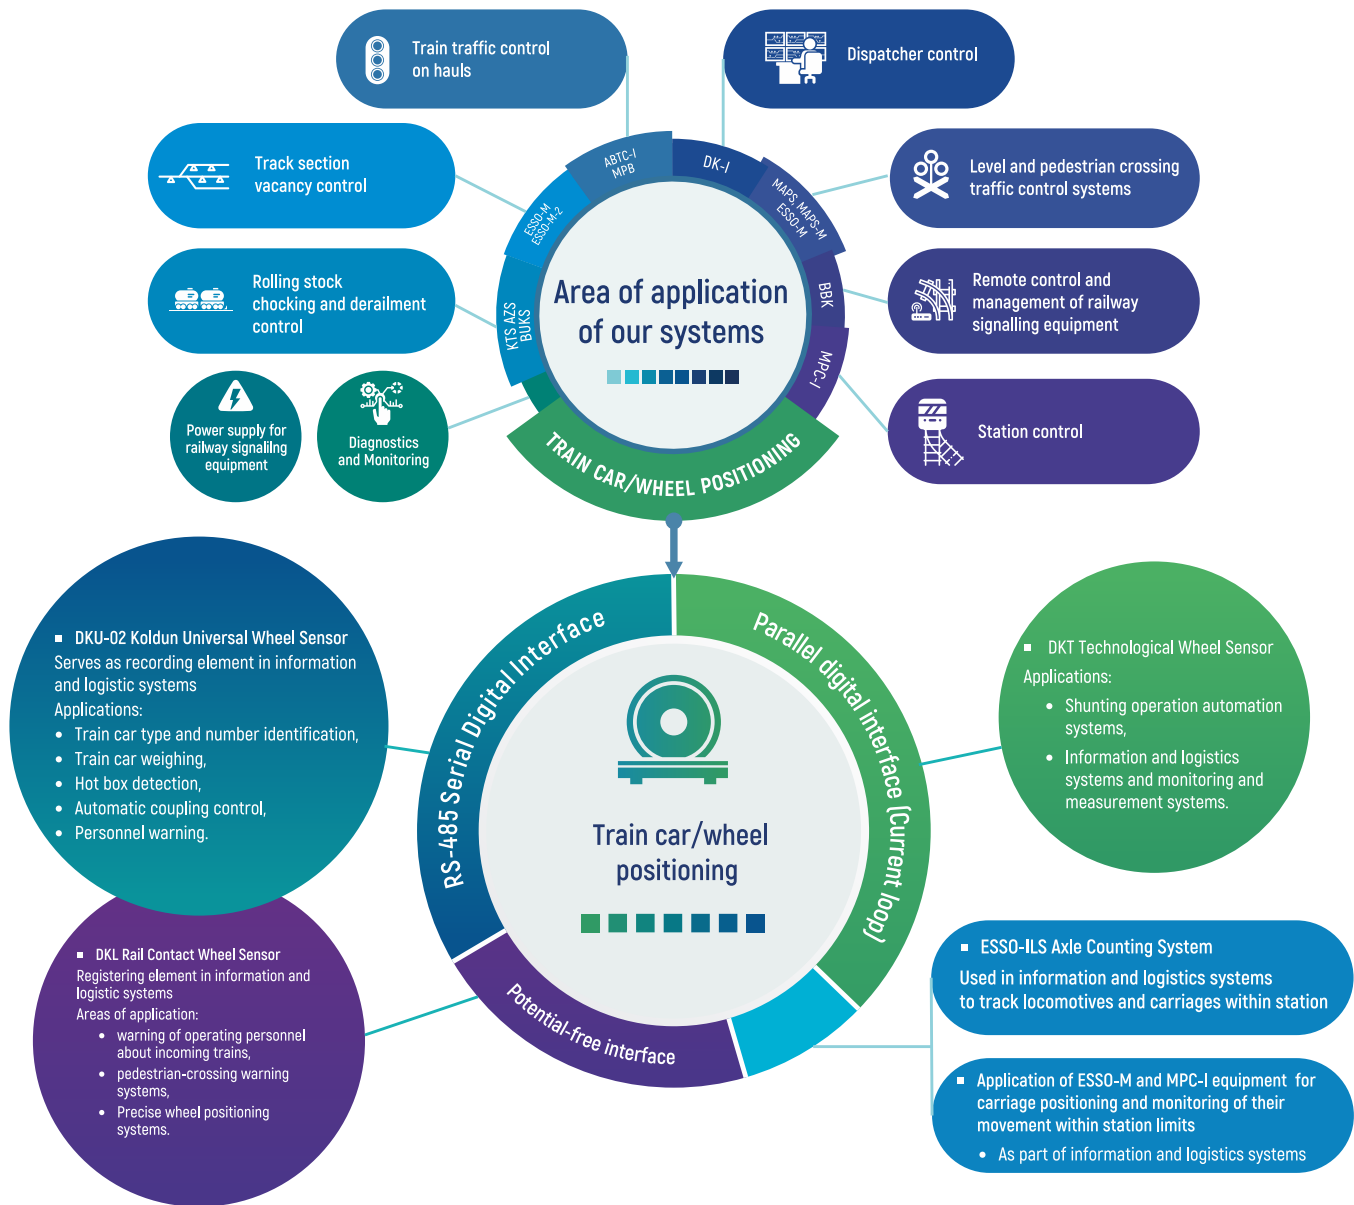 Train traffic control
on hauls
Dispatcher control
Track section
vacancy control
Level and pedestrian crossing
traffic control systems
Rolling stock
chocking and derailment
control
Remote control and
management of railway
signalling equipment
Power supply for
railway signaliing
equipment
Diagnostics
and Monitoring
Station control
KTS AZS
BUKS
ESSO-M
ESSO-M-2
ABTC-I
MPB
DK-I
MAPS, MAPS-M
ESSO-M
BBK
MPC-I
Area of application
of our systems
TRAIN CAR/WHEEL POSITIONING
RS-485 Serial Digital Interface
Parallel digital interface (Current loop)
Potential-free interface
Train car/wheel
positioning
▪ DKU-02 Koldun Universal Wheel Sensor
Serves as recording element in information
and logistic systems
Applications:
• Train car type and number identification,
• Train car weighing,
• Hot box detection,
• Automatic coupling control,
• Personnel warning.
▪ DKT Technological Wheel Sensor
Applications:
• Shunting operation automation
systems,
• Information and logistics
systems and monitoring and
measurement systems.
▪ DKL Rail Contact Wheel Sensor
Registering element in information and
logistic systems
Areas of application:
• warning of operating personnel
about incoming trains,
• pedestrian-crossing warning
systems,
• Precise wheel positioning
systems.
▪ ESSO-ILS Axle Counting System
Used in information and logistics systems
to track locomotives and carriages within station
▪ Application of ESSO-M and MPC-I equipment for
carriage positioning and monitoring of their
movement within station limits
• As part of information and logistics systems